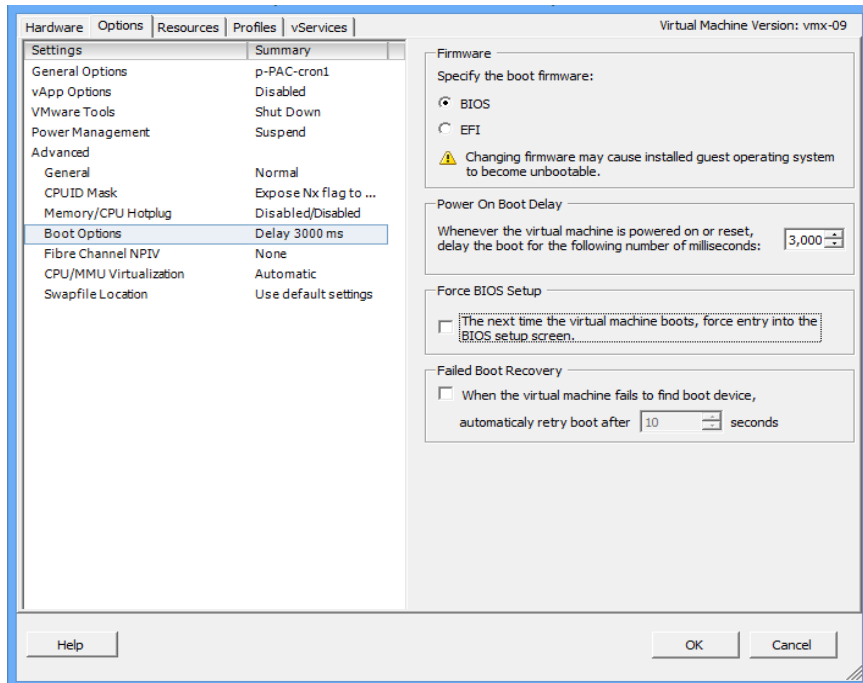 Hardware Options Resources Profiles vServices Virtual Machine Version: vmx-09
Settings Summary
General Options p-PAC-cron1
vApp Options Disabled
VMware Tools Shut Down
Power Management Suspend
Advanced
General Normal
CPUID Mask Expose Nx flag to ...
Memory/CPU Hotplug Disabled/Disabled
Boot Options Delay 3000 ms
Fibre Channel NPIV None
CPU/MMU Virtualization Automatic
Swapfile Location Use default settings
Firmware
Specify the boot firmware:
BIOS
EFI
Changing firmware may cause installed guest operating system
to become unbootable.
Power On Boot Delay
Whenever the virtual machine is powered on or reset,
delay the boot for the following number of milliseconds: 3,000
Force BIOS Setup
The next time the virtual machine boots, force entry into the
BIOS setup screen.
Failed Boot Recovery
When the virtual machine fails to find boot device,
automaticaly retry boot after 10 seconds
Help OK Cancel